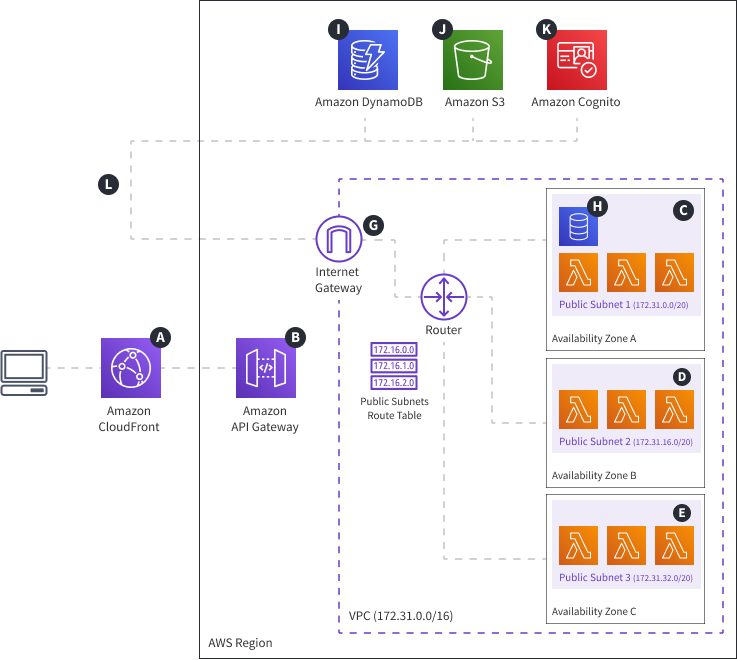 I
J
K
Amazon DynamoDB
Amazon S3
Amazon Cognito
L
G
Internet
Gateway
Router
172.16.0.0
172.16.1.0
172.16.2.0
Public Subnets
Route Table
H
C
Public Subnet 1 (172.31.0.0/20)
Availability Zone A
D
Public Subnet 2 (172.31.16.0/20)
Availability Zone B
E
Public Subnet 3 (172.31.32.0/20)
Availability Zone C
A
Amazon
CloudFront
B
Amazon
API Gateway
VPC (172.31.0.0/16)
AWS Region